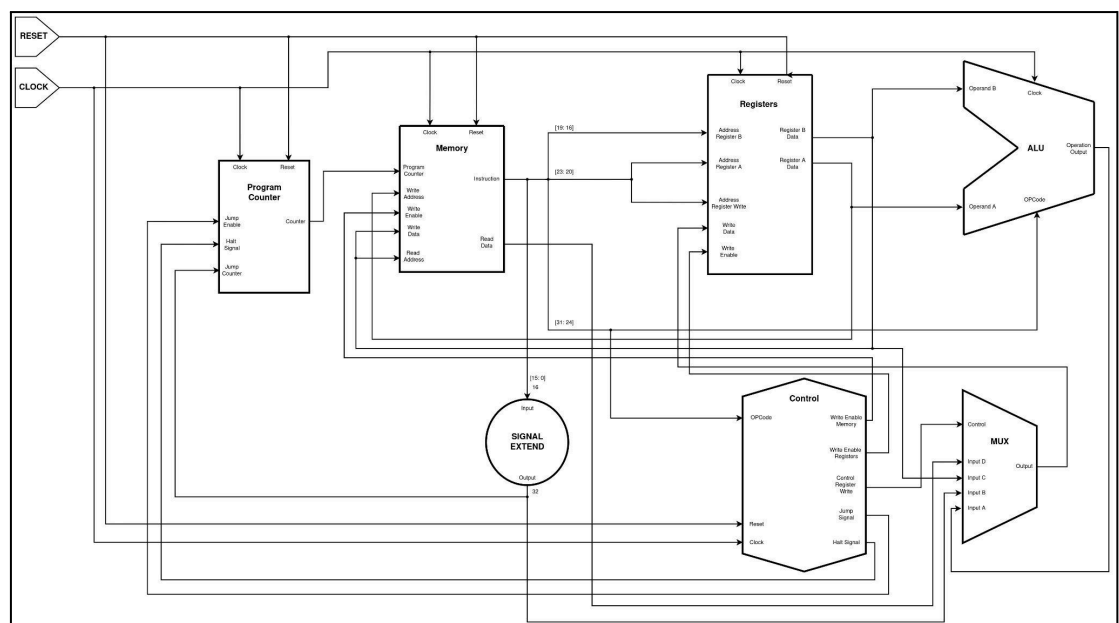 RESET
CLOCK
Clock
Reset
Program
Counter
Jump
Enable
Halt
Signal
Jump
Counter
Counter
Clock
Reset
Memory
Program
Counter
Write
Address
Write
Enable
Write
Data
Read
Address
Instruction
Read
Data
[19: 16]
[23: 20]
[31: 24]
[15: 0]
16
Input
SIGNAL
EXTEND
Output
32
Clock
Reset
Registers
Address
Register B
Address
Register A
Address
Register Write
Write
Data
Write
Enable
Register B
Data
Register A
Data
Operand B
Clock
ALU
Operation
Output
OPCode
Operand A
Control
OPCode
Write Enable
Memory
Write Enable
Registers
Control
Register
Write
Jump
Signal
Halt Signal
Reset
Clock
Control
MUX
Input D
Input C
Input B
Input A
Output